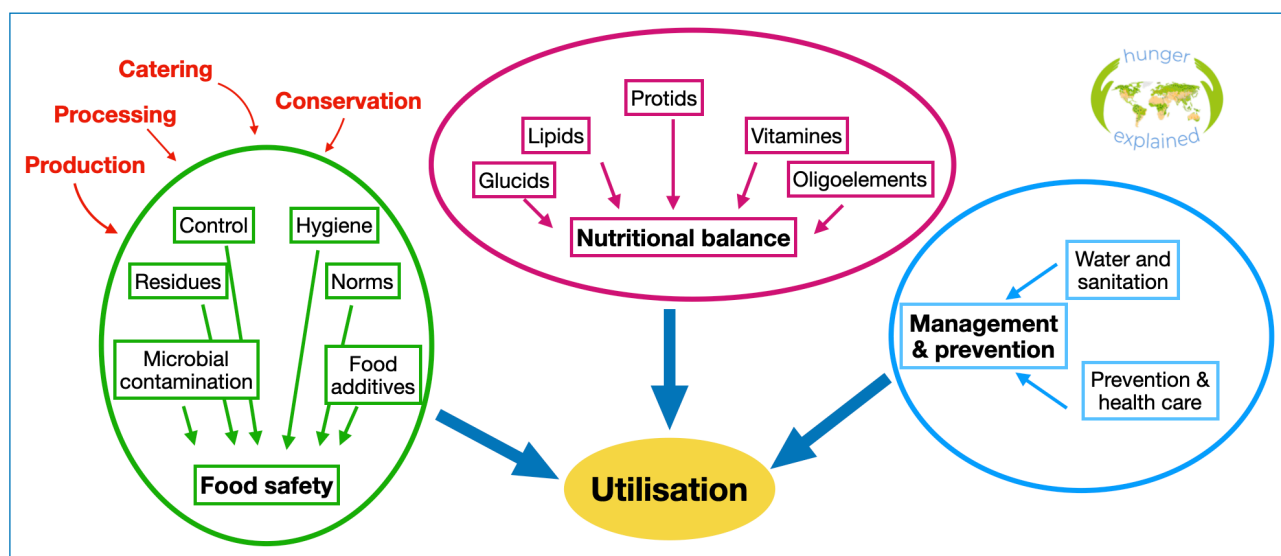 Catering
Conservation
Processing
Production
Control
Hygiene
Residues
Norms
Microbial
contamination
Food
additives
Food safety
Protids
Lipids
Vitamines
Glucids
Oligoelements
Nutritional balance
hunger
explained
Water and
sanitation
Management
& prevention
Prevention &
health care
Utilisation